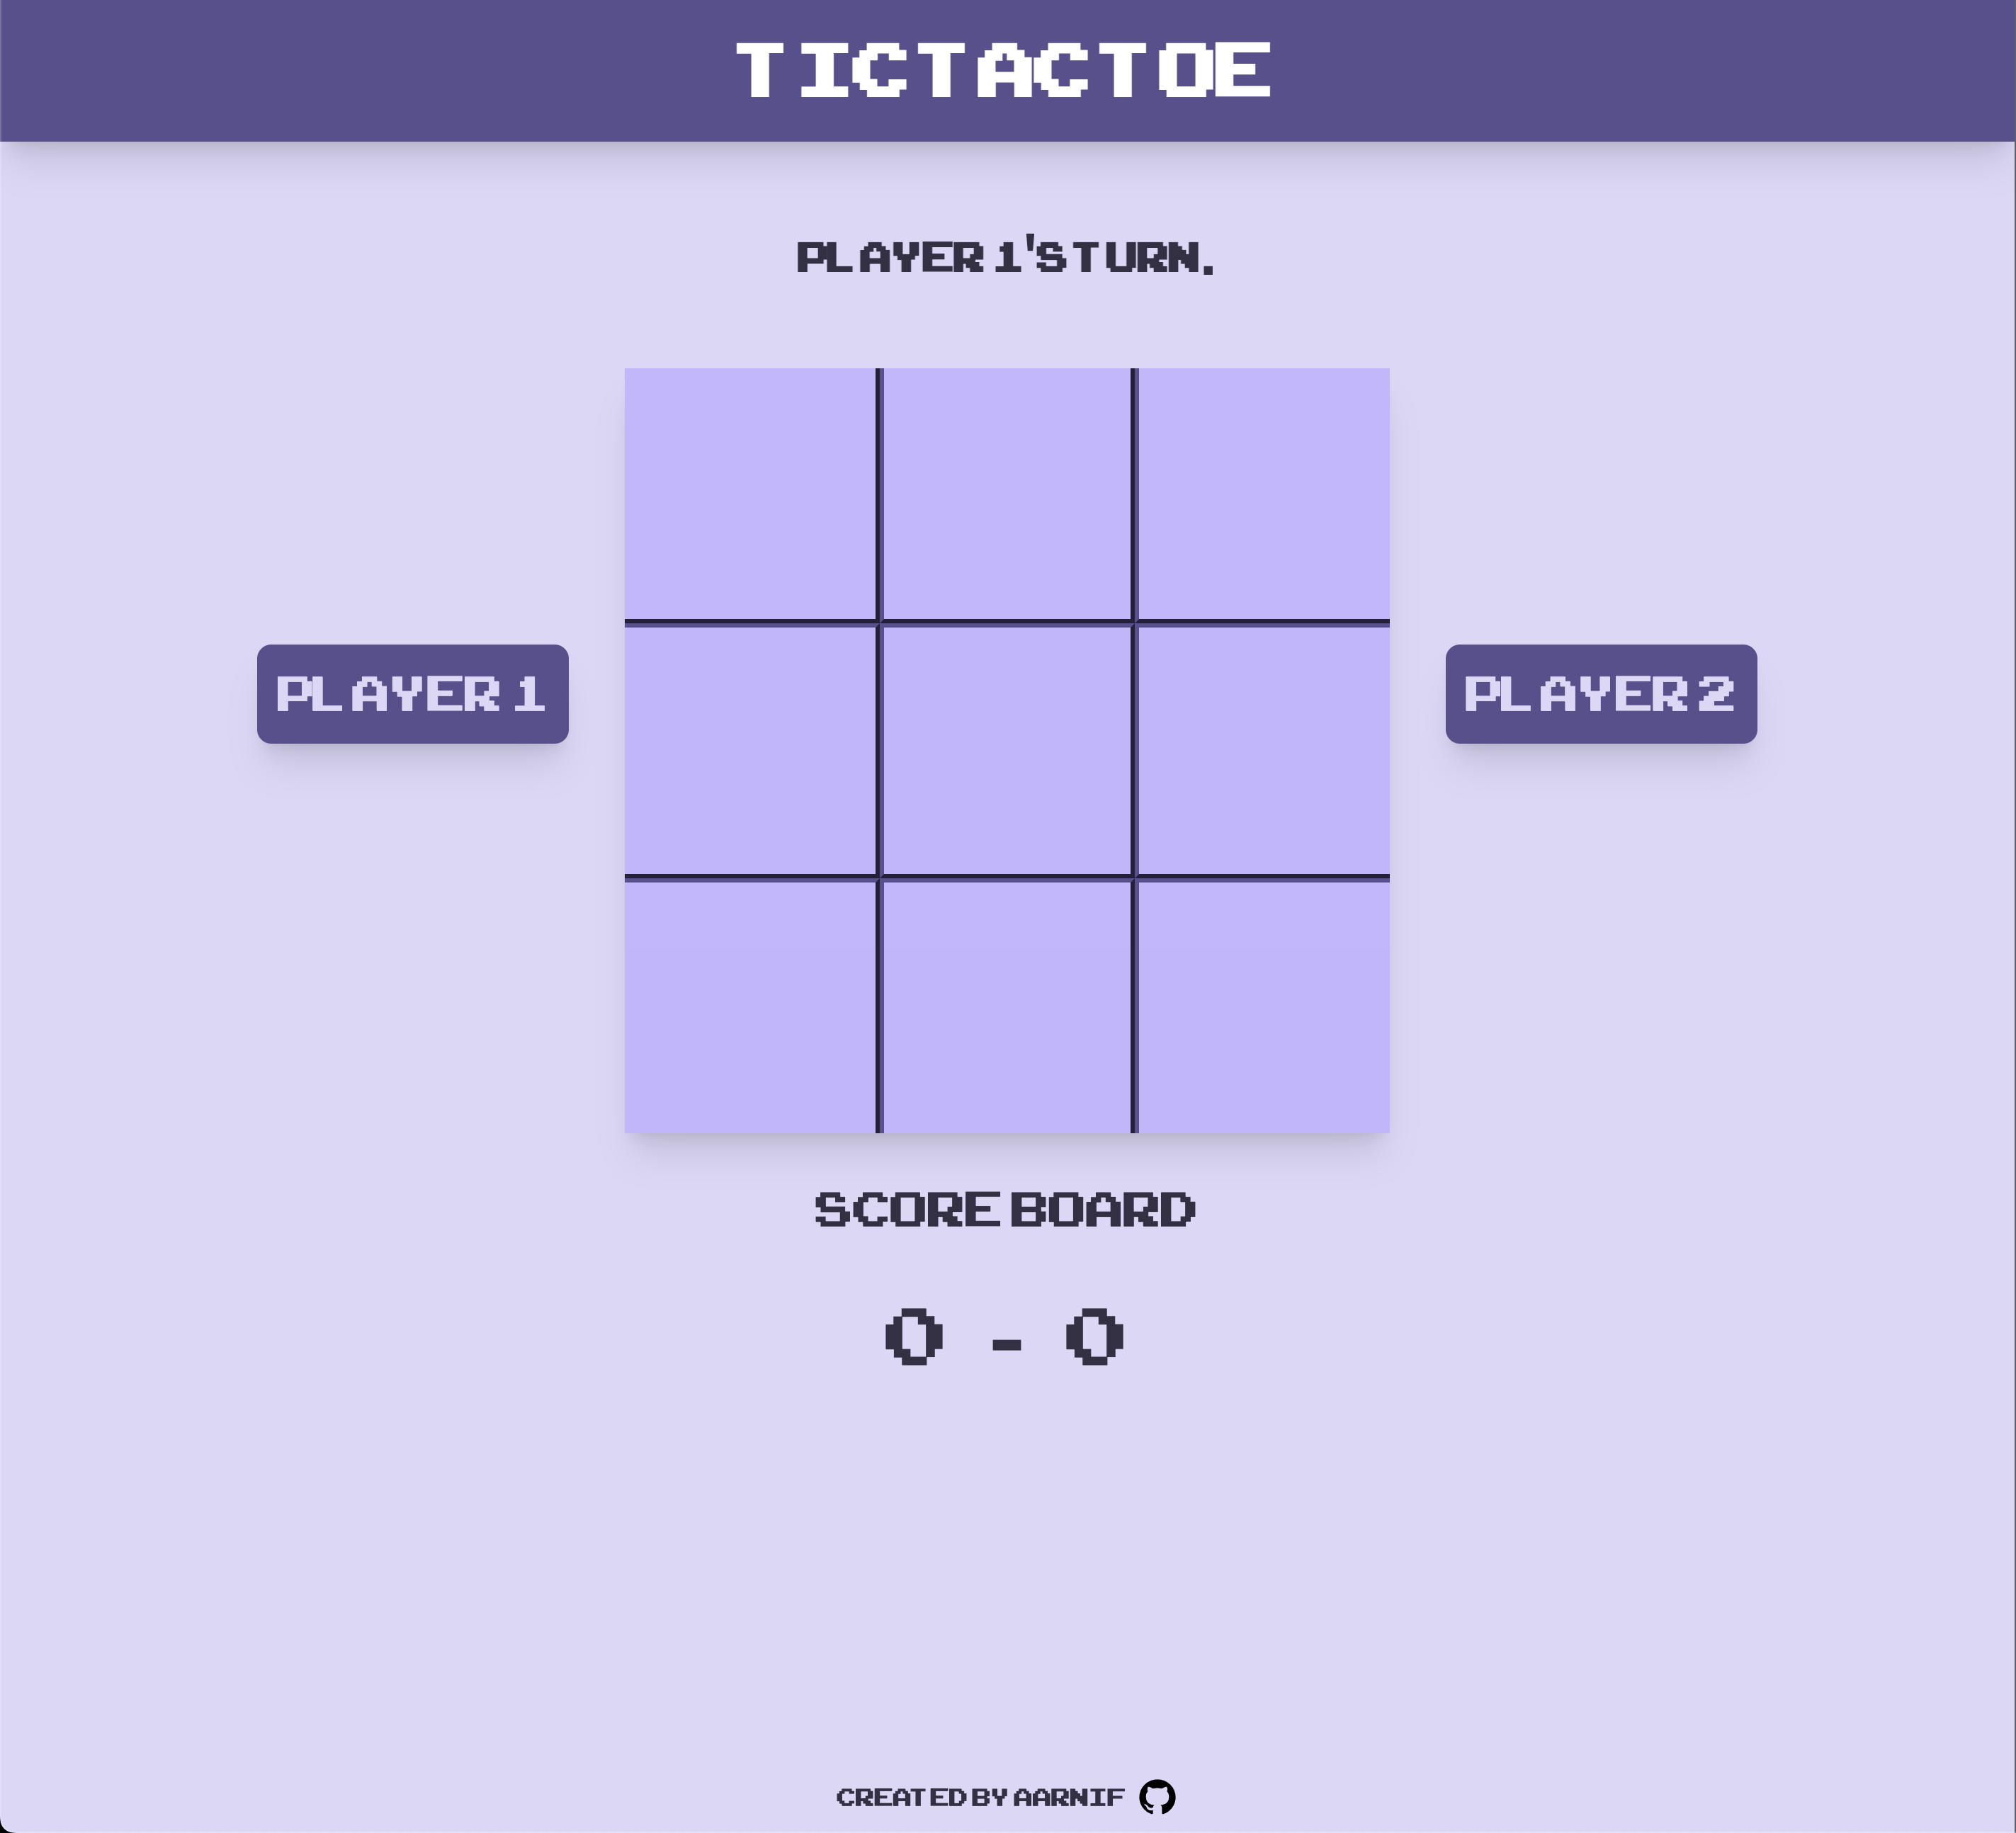 TICTACTOE
PLAYER 1'S TURN.
PLAYER 1
PLAYER 2
SCORE BOARD
0 - 0
CREATED BY AARNIF